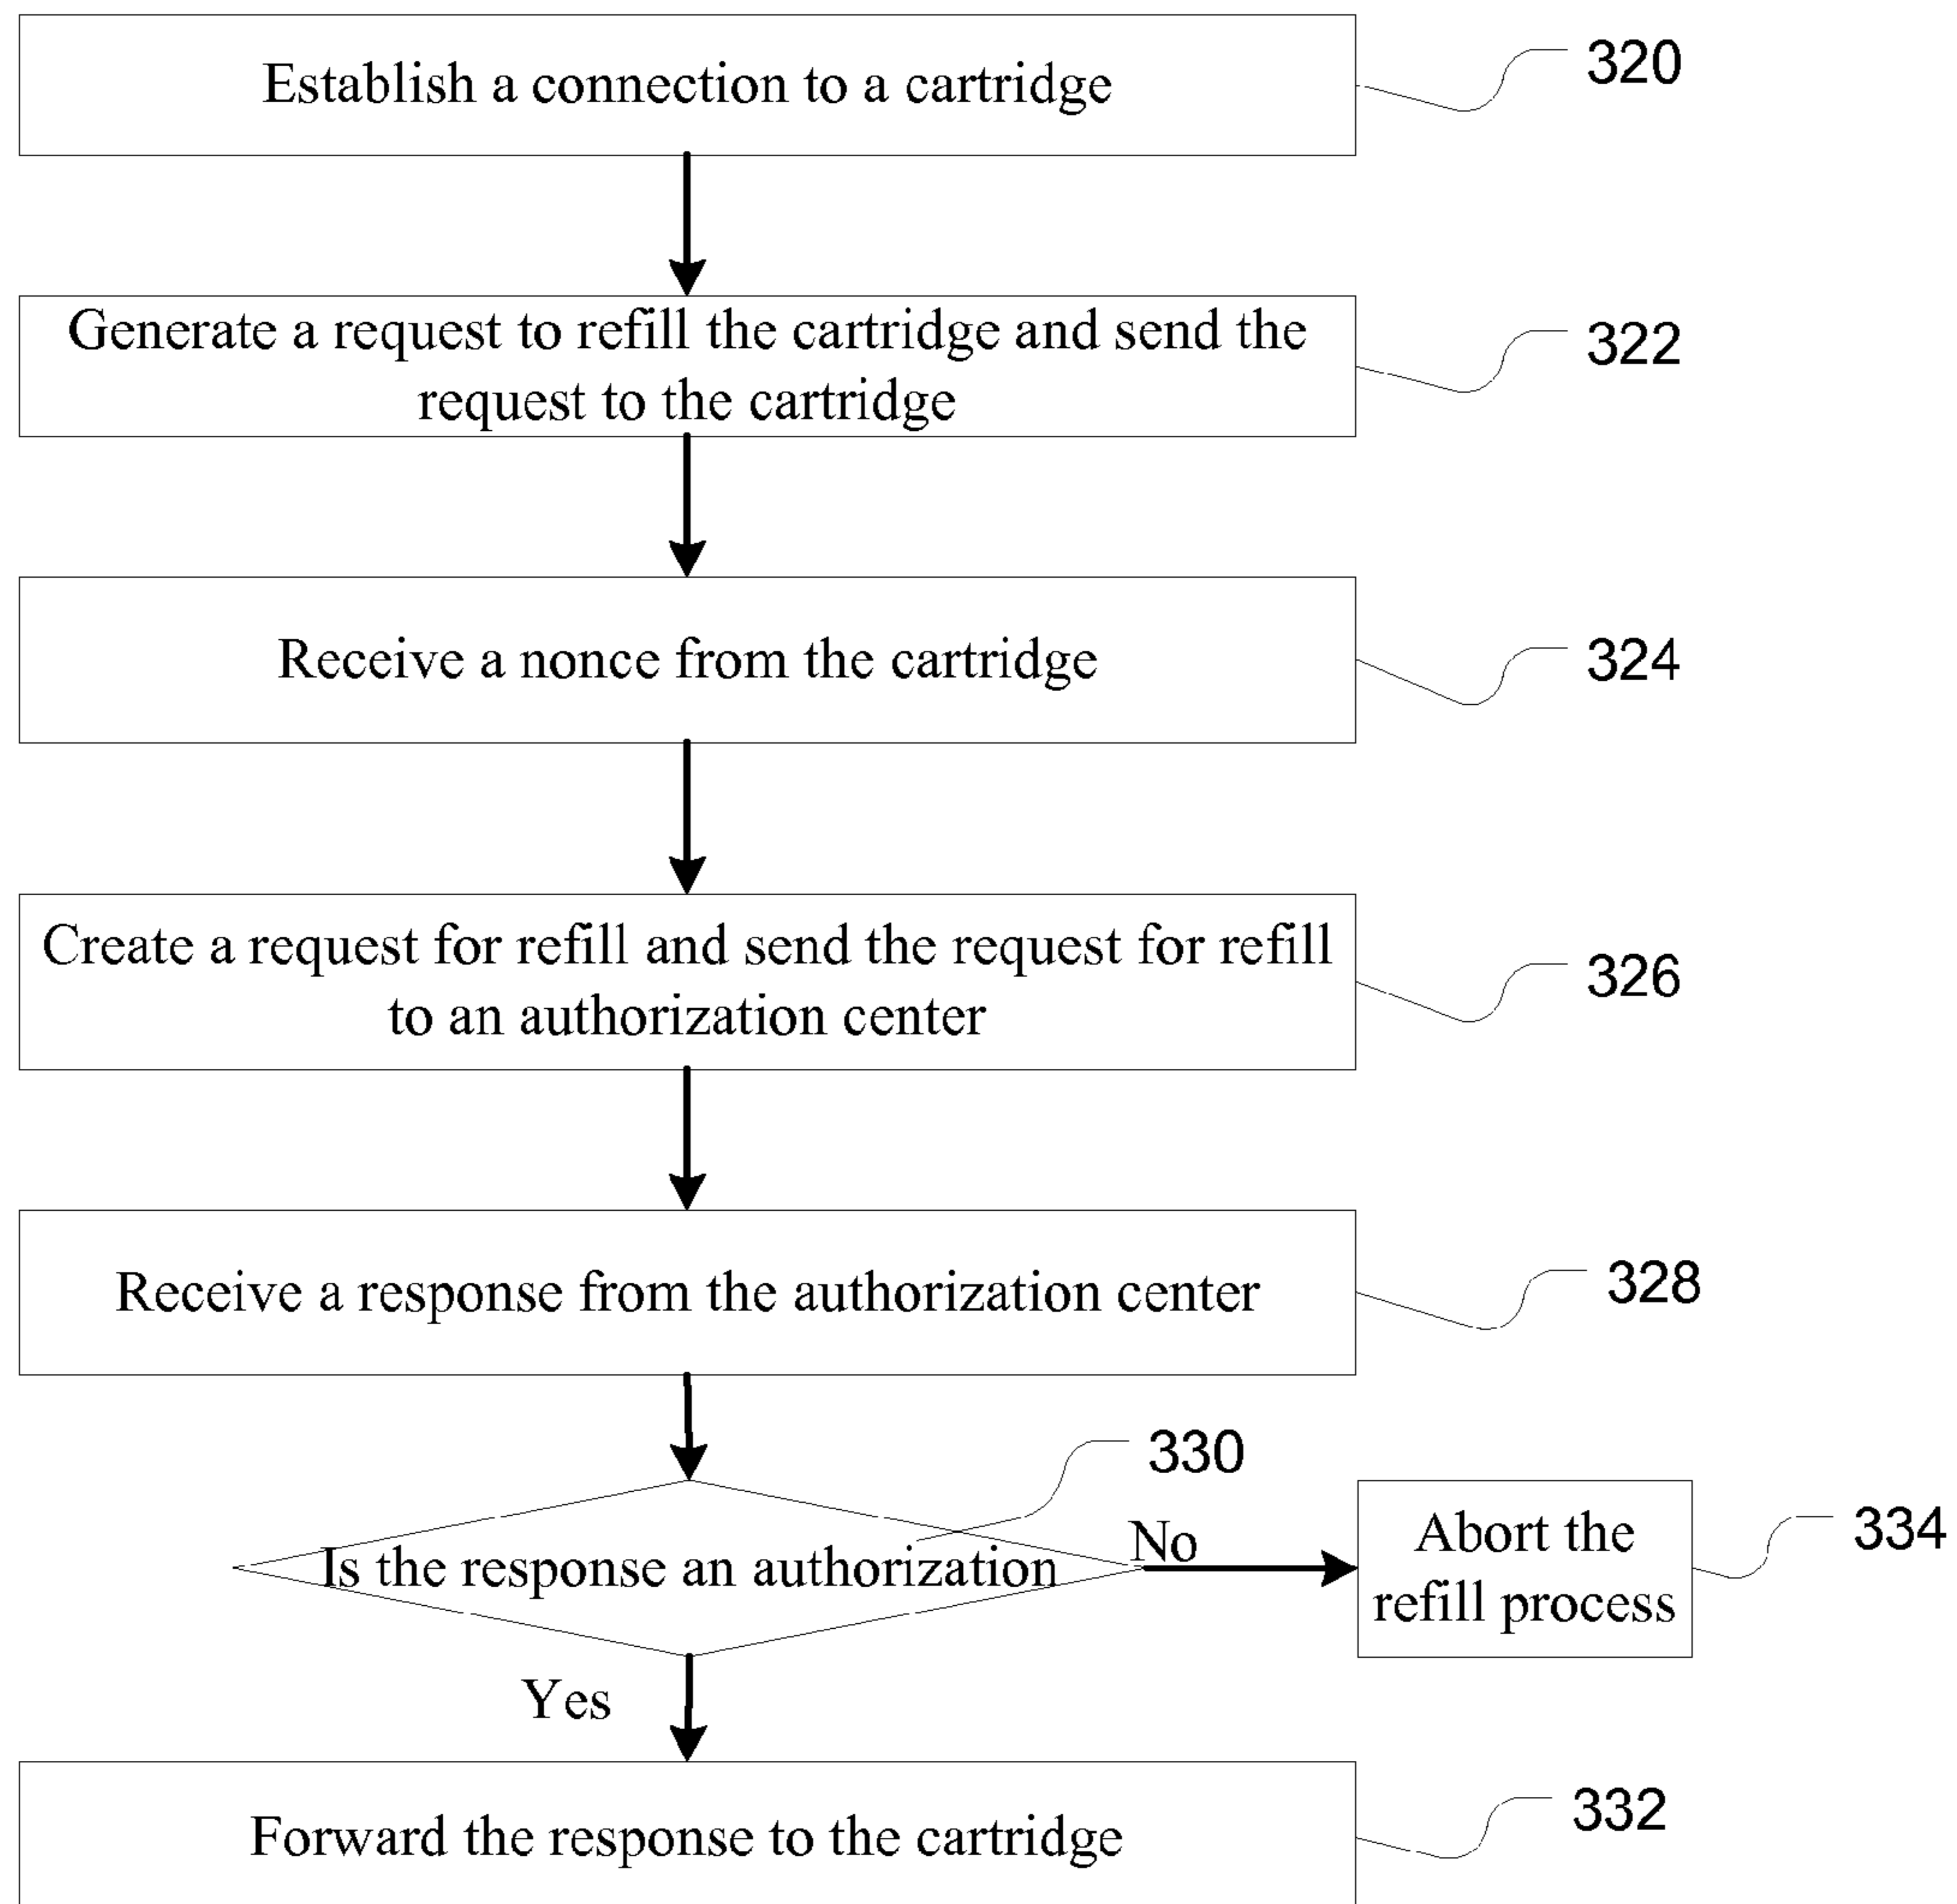 Establish a connection to a cartridge
320
Generate a request to refill the cartridge and send the
request to the cartridge
322
Receive a nonce from the cartridge
324
Create a request for refill and send the request for refill
to an authorization center
326
Receive a response from the authorization center
328
330
Is the response an authorization
No
Abort the
refill process
334
Yes
Forward the response to the cartridge
332